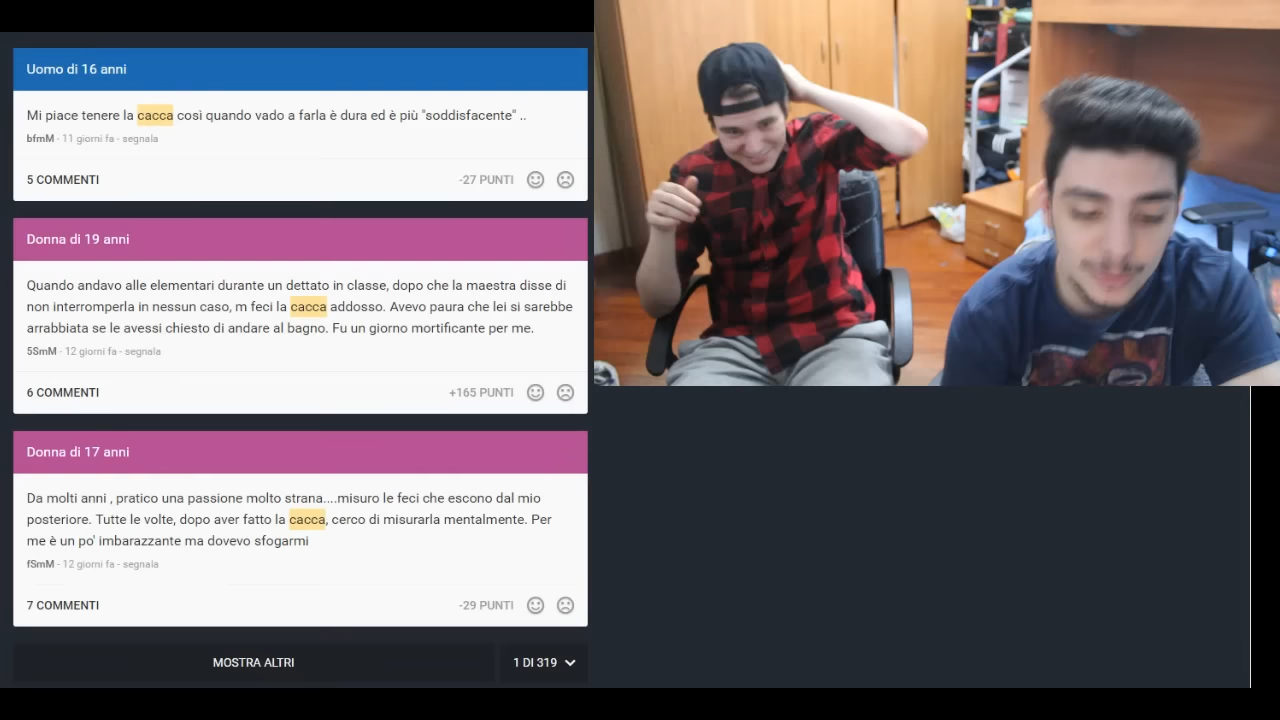 Uomo di 16 anni
Mi piace tenere la cacca così quando vado a farla è dura ed è più "soddisfacente" ..
bfmM - 11 giorni fa - segnala
5 COMMENTI
-27 PUNTI
Donna di 19 anni
Quando andavo alle elementari durante un dettato in classe, dopo che la maestra disse di
non interromperla in nessun caso, m feci la cacca addosso. Avevo paura che lei si sarebbe
arrabbiata se le avessi chiesto di andare al bagno. Fu un giorno mortificante per me.
5SmM - 12 giorni fa - segnala
6 COMMENTI
+165 PUNTI
Donna di 17 anni
Da molti anni , pratico una passione molto strana....misuro le feci che escono dal mio
posteriore. Tutte le volte, dopo aver fatto la cacca, cerco di misurarla mentalmente. Per
me è un po' imbarazzante ma dovevo sfogarmi
fSmM - 12 giorni fa - segnala
7 COMMENTI
-29 PUNTI
MOSTRA ALTRI
1 DI 319